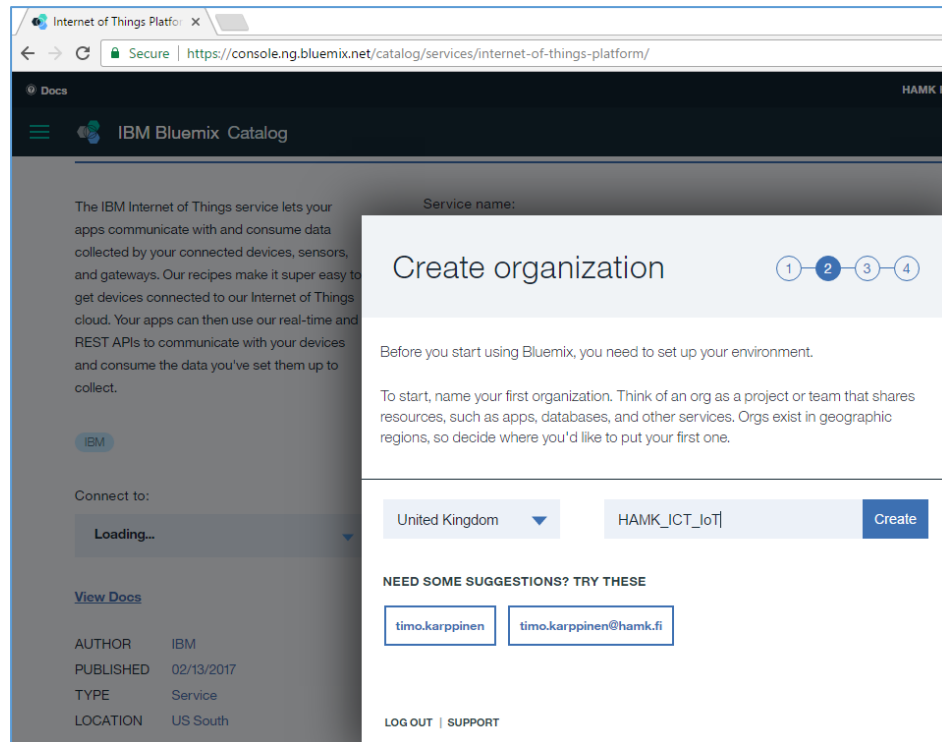 Internet of Things Platfor
Secure | https://console.ng.bluemix.net/catalog/services/internet-of-things-platform/
Docs
HAMK
IBM Bluemix Catalog
The IBM Internet of Things service lets your
apps communicate with and consume data
collected by your connected devices, sensors,
and gateways. Our recipes make it super easy to
get devices connected to our Internet of Things
cloud. Your apps can then use our real-time and
REST APIs to communicate with your devices
and consume the data you've set them up to
collect.
IBM
Connect to:
Loading...
View Docs
AUTHOR IBM
PUBLISHED 02/13/2017
TYPE Service
LOCATION US South
Service name:
Create organization
1 2 3 4
Before you start using Bluemix, you need to set up your environment.
To start, name your first organization. Think of an org as a project or team that shares
resources, such as apps, databases, and other services. Orgs exist in geographic
regions, so decide where you'd like to put your first one.
United Kingdom HAMK_ICT_IoT Create
NEED SOME SUGGESTIONS? TRY THESE
timo.karppinen timo.karppinen@hamk.fi
LOG OUT | SUPPORT